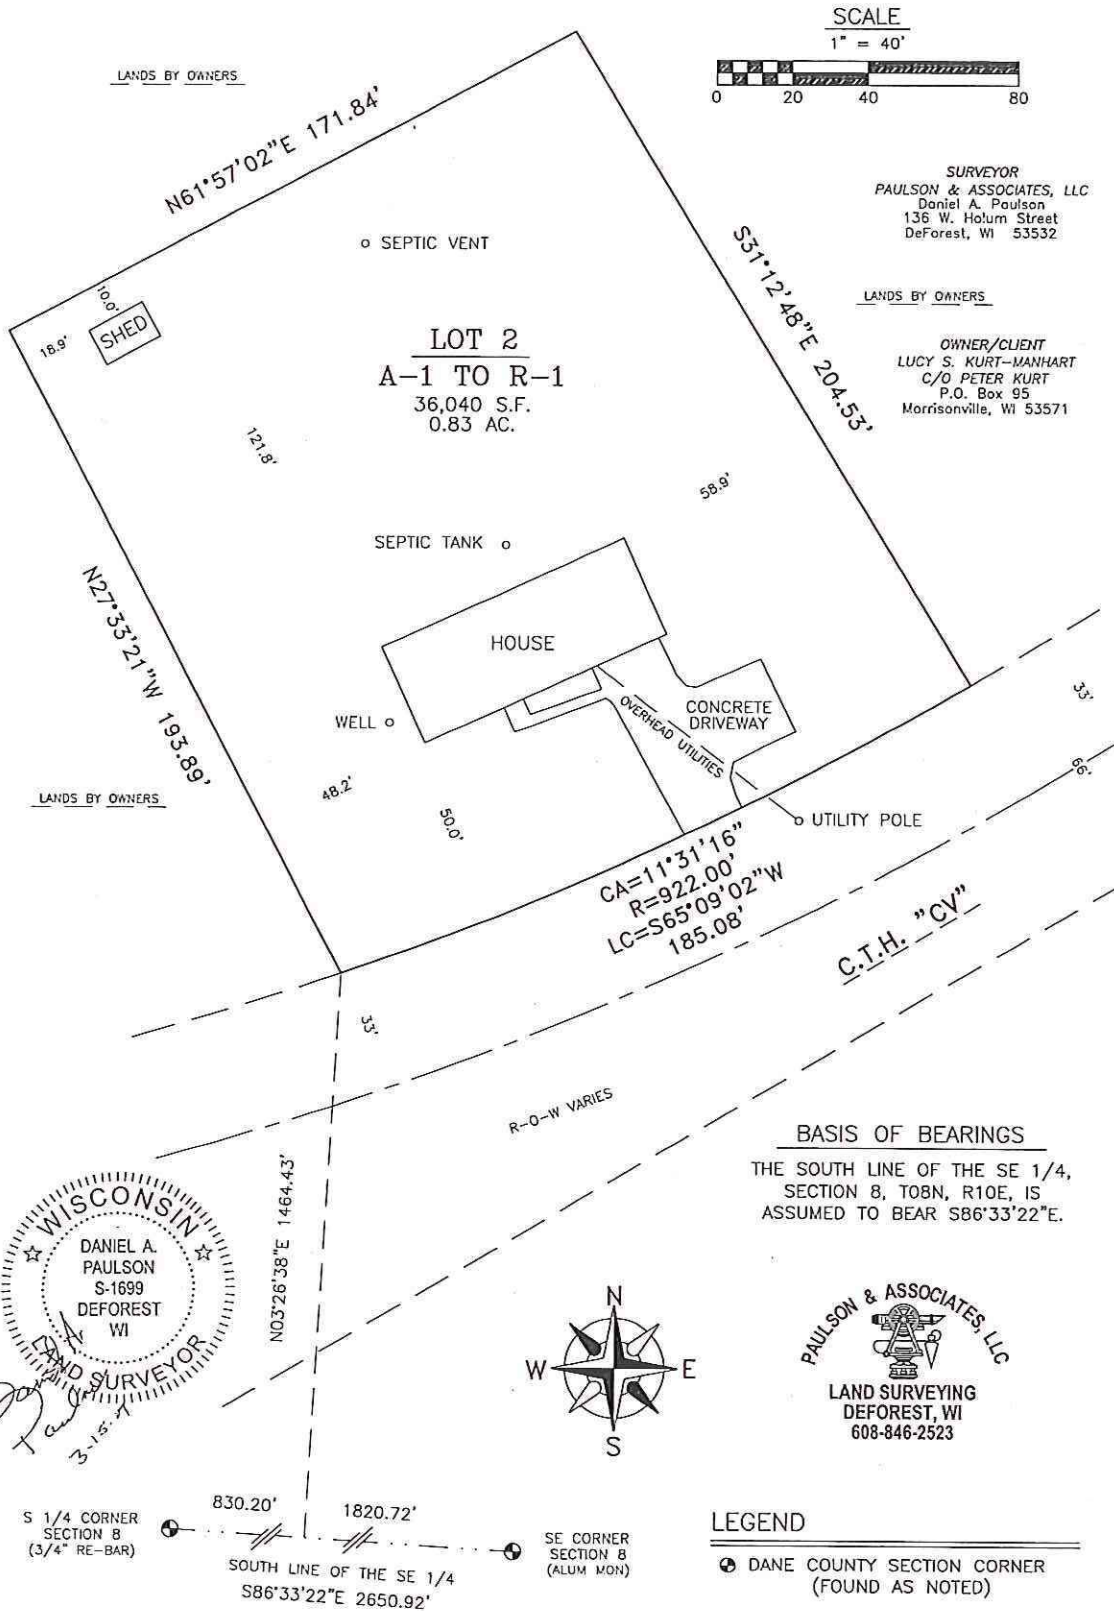 SCALE
1" = 40'
0 20 40 80
LANDS BY OWNERS
N61°57'02"E 171.84'
SURVEYOR
PAULSON & ASSOCIATES, LLC
Daniel A. Paulson
136 W. Holum Street
DeForest, WI 53532
SEPTIC VENT
S31°12'48"E 204.53'
LANDS BY OWNERS
10.0'
18.9'
SHED
LOT 2
A-1 TO R-1
36,040 S.F.
0.83 AC.
OWNER/CLIENT
LUCY S. KURT-MANHART
C/O PETER KURT
P.O. Box 95
Morrisonville, WI 53571
121.8'
58.9'
SEPTIC TANK
N27°33'21"W 193.89'
HOUSE
CONCRETE
DRIVEWAY
OVERHEAD UTILITIES
WELL
33'
66'
LANDS BY OWNERS
48.2'
50.0'
UTILITY POLE
CA=11°31'16"
R=922.00'
LC=S65°09'02"W
185.08'
C.T.H. "CV"
33'
R-O-W VARIES
N03°26'38"E 1464.43'
BASIS OF BEARINGS
THE SOUTH LINE OF THE SE 1/4,
SECTION 8, T08N, R10E, IS
ASSUMED TO BEAR S86°33'22"E.
WISCONSIN
DANIEL A.
PAULSON
S-1699
DEFOREST
WI
LAND SURVEYOR
N
W E
S
PAULSON & ASSOCIATES, LLC
LAND SURVEYING
DEFOREST, WI
608-846-2523
S 1/4 CORNER
SECTION 8
(3/4" RE-BAR)
830.20'
1820.72'
SE CORNER
SECTION 8
(ALUM MON)
SOUTH LINE OF THE SE 1/4
S86°33'22"E 2650.92'
LEGEND
DANE COUNTY SECTION CORNER
(FOUND AS NOTED)